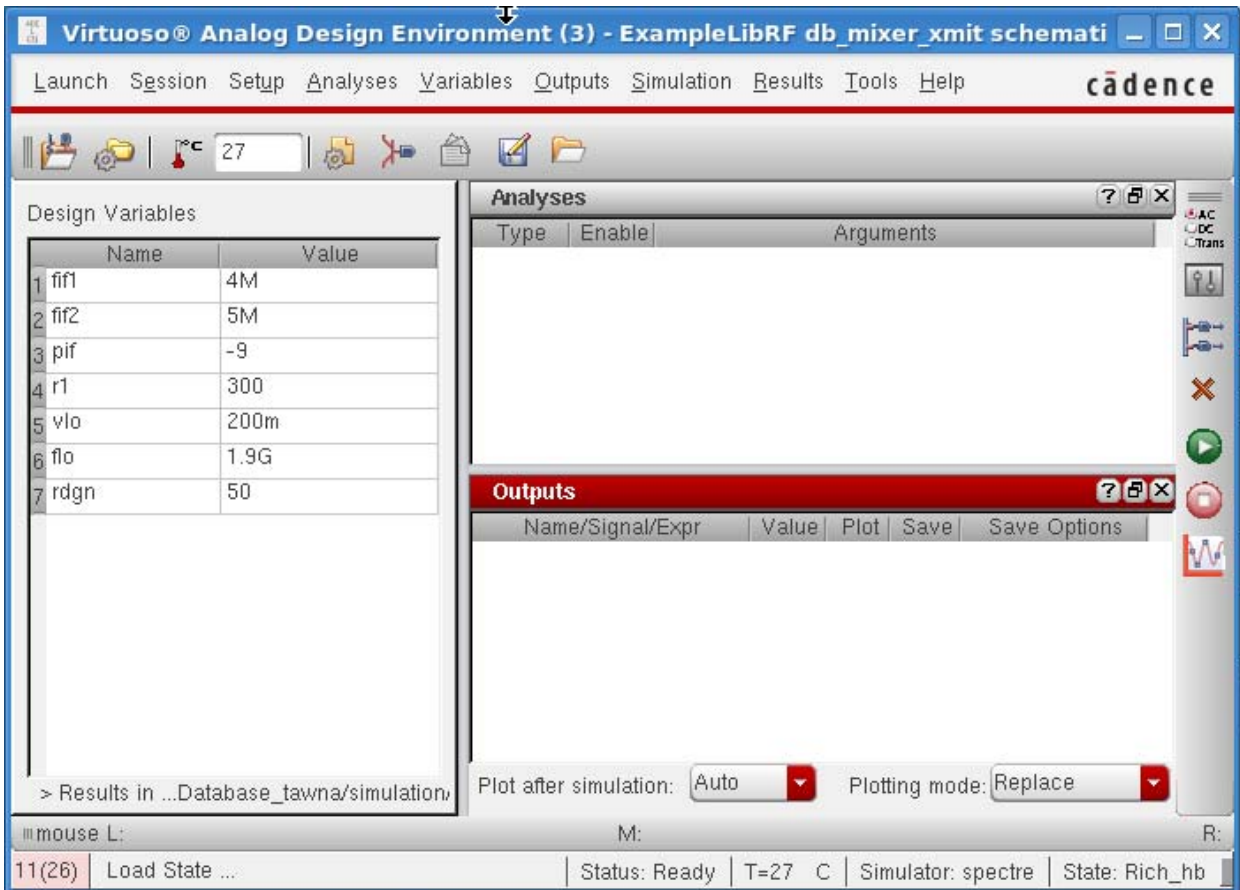 Virtuoso® Analog Design Environment (3) - ExampleLibRF db_mixer_xmit schemati
Launch Session Setup Analyses Variables Outputs Simulation Results Tools Help cādence
°C 27
Design Variables
Name Value
1 fif1 4M
2 fif2 5M
3 pif -9
4 r1 300
5 vlo 200m
6 flo 1.9G
7 rdgn 50
> Results in ...Database_tawna/simulation/
Analyses ?
Type Enable Arguments
Outputs ?
Name/Signal/Expr Value Plot Save Save Options
Plot after simulation: Auto Plotting mode: Replace
AC
DC
Trans
mouse L: M: R:
11(26) Load State ... Status: Ready T=27 C Simulator: spectre State: Rich_hb